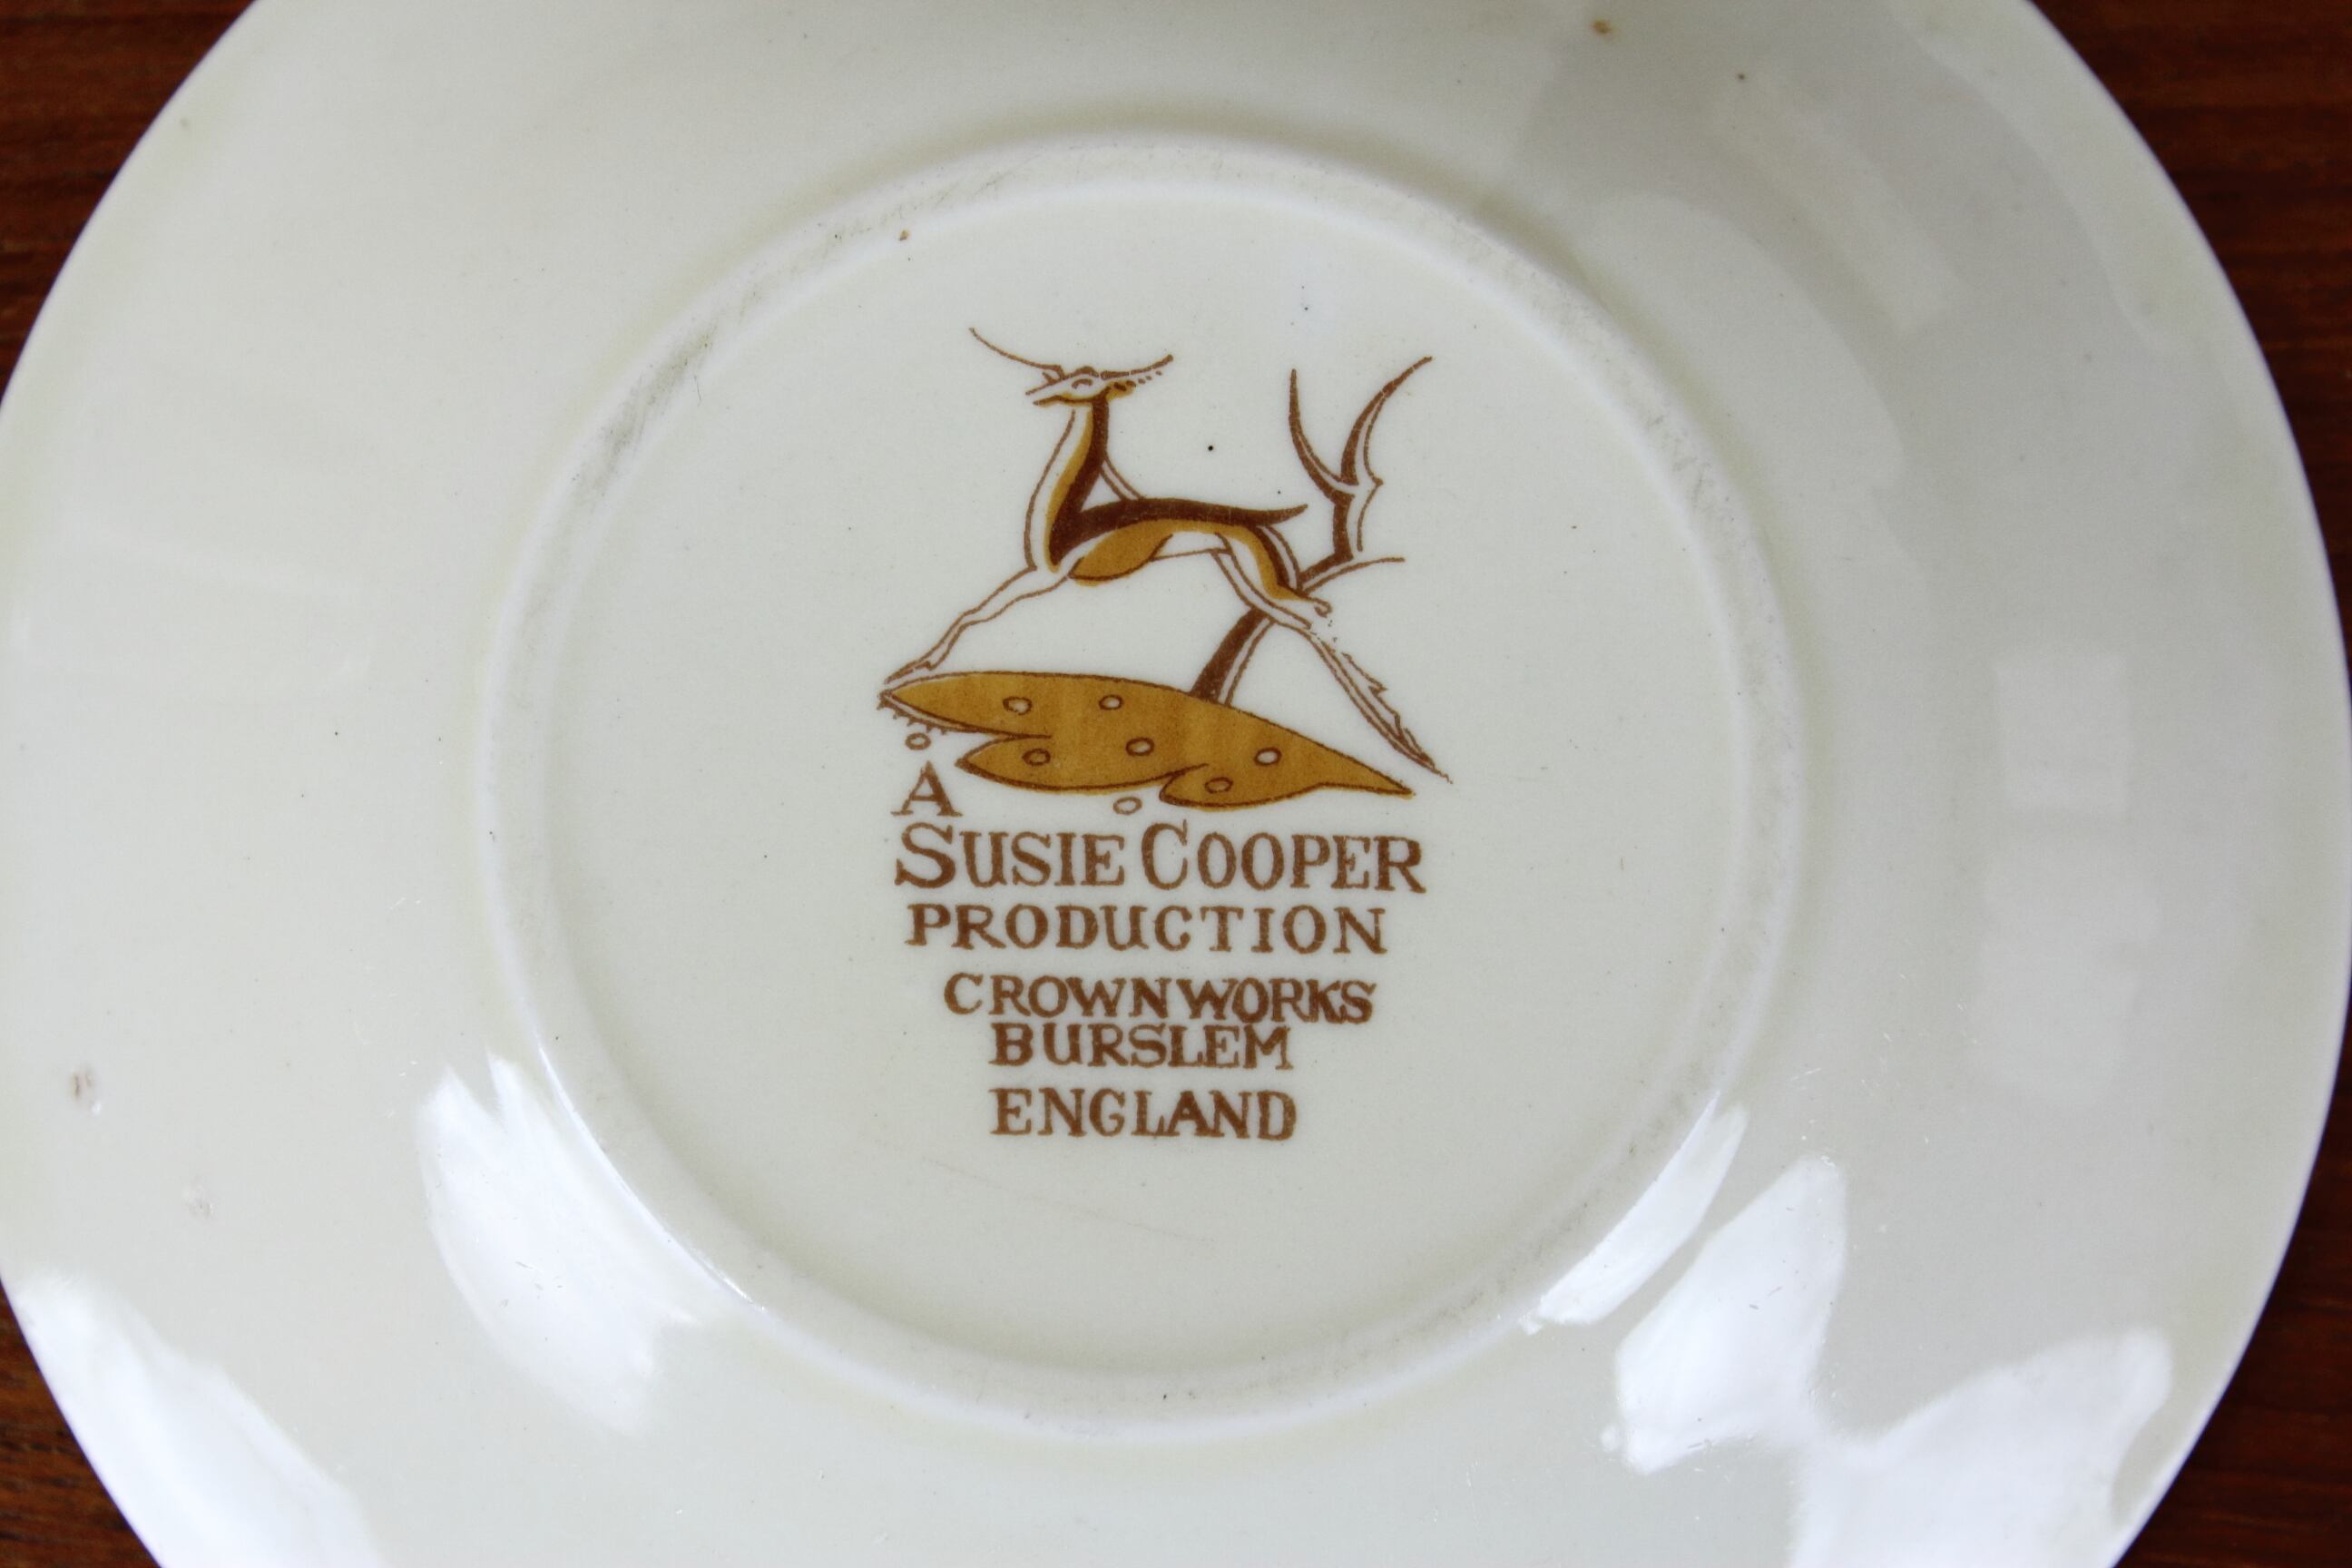 A
SUSIE COOPER
PRODUCTION
CROWN WORKS
BURSLEM
ENGLAND